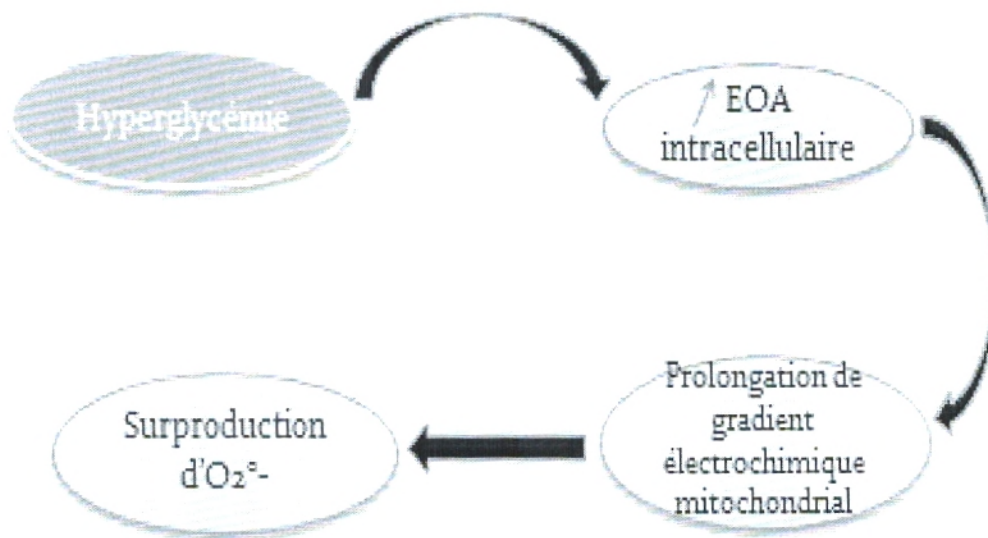 Hyperglycémie
EOA
intracellulaire
Prolongation de
gradient
électrochimique
mitochondrial
Surproduction
d'O2°-